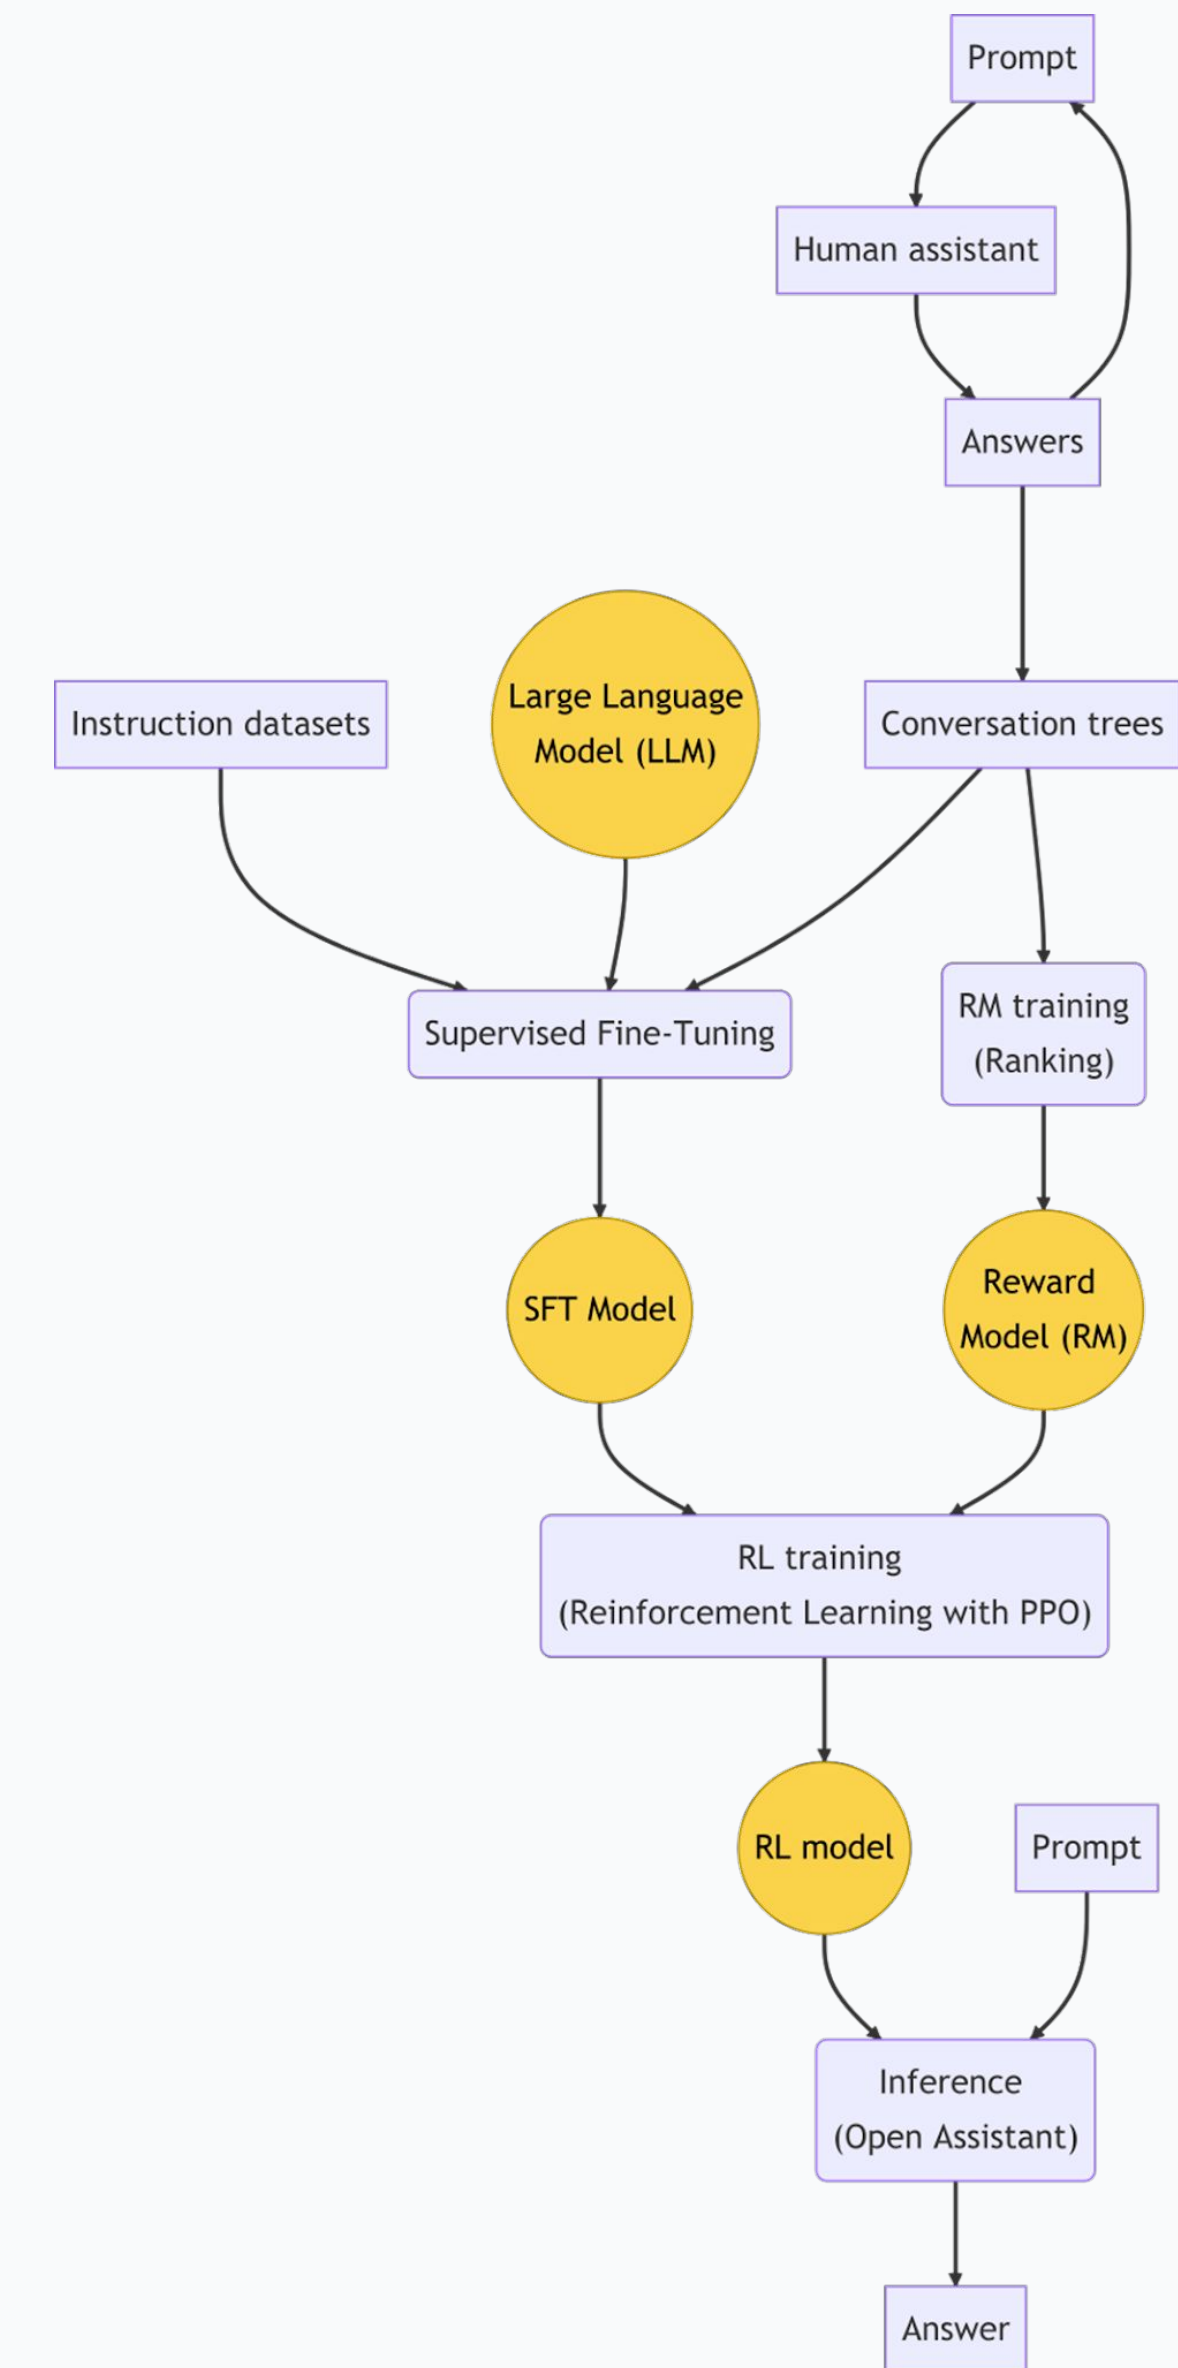 Prompt
Human assistant
Answers
Instruction datasets
Large Language
Model (LLM)
Conversation trees
Supervised Fine-Tuning
RM training
(Ranking)
SFT Model
Reward
Model (RM)
RL training
(Reinforcement Learning with PPO)
RL model
Prompt
Inference
(Open Assistant)
Answer